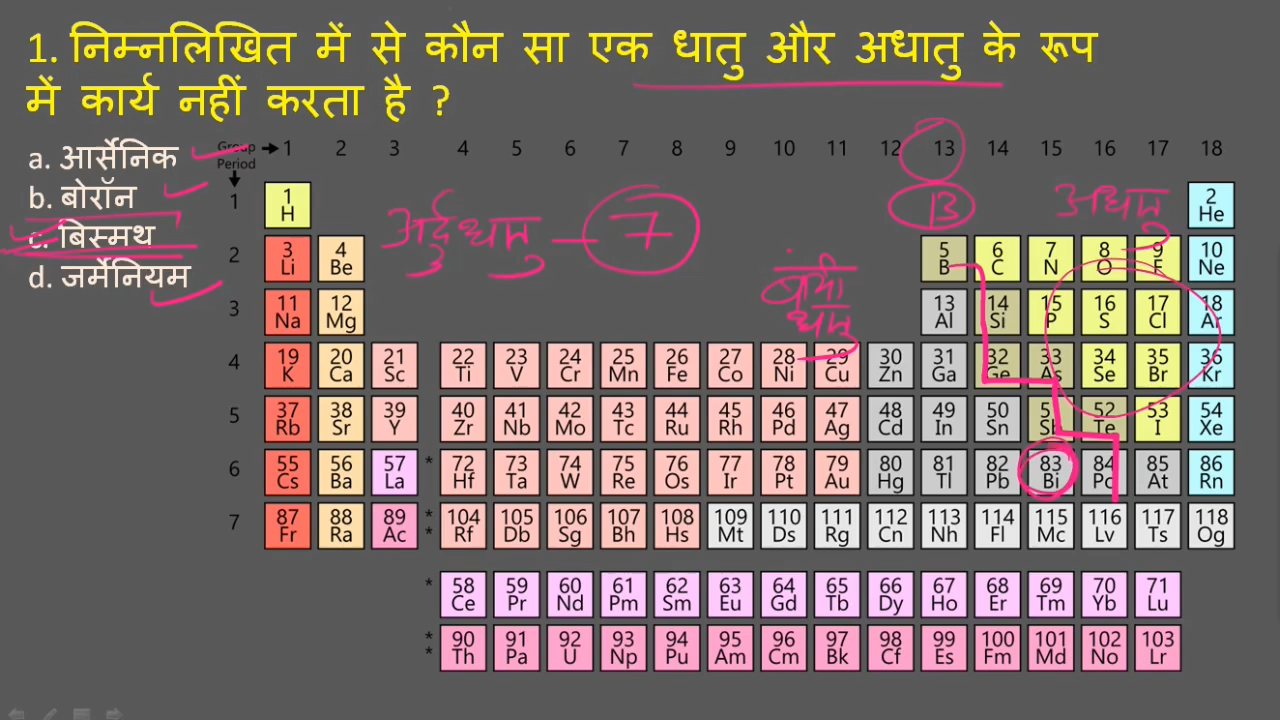 1. निम्नलिखित में से कौन सा एक धातु और अधातु के रूप
में कार्य नहीं करता है ?
a. आर्सेनिक
b. बोरॉन
c. बिस्मथ
d. जर्मेनियम
Group 1 2 3 4 5 6 7 8 9 10 11 12 13 14 15 16 17 18
Period
13
अर्द्धधातु – 7
अधातु
धातु
1 1 2
H He
2 3 4 5 6 7 8 9 10
Li Be B C N O F Ne
3 11 12 13 14 15 16 17 18
Na Mg Al Si P S Cl Ar
4 19 20 21 22 23 24 25 26 27 28 29 30 31 32 33 34 35 36
K Ca Sc Ti V Cr Mn Fe Co Ni Cu Zn Ga Ge As Se Br Kr
5 37 38 39 40 41 42 43 44 45 46 47 48 49 50 51 52 53 54
Rb Sr Y Zr Nb Mo Tc Ru Rh Pd Ag Cd In Sn Sb Te I Xe
6 55 56 57 * 72 73 74 75 76 77 78 79 80 81 82 83 84 85 86
Cs Ba La Hf Ta W Re Os Ir Pt Au Hg Tl Pb Bi Po At Rn
7 87 88 89 * 104 105 106 107 108 109 110 111 112 113 114 115 116 117 118
Fr Ra Ac * Rf Db Sg Bh Hs Mt Ds Rg Cn Nh Fl Mc Lv Ts Og
* 58 59 60 61 62 63 64 65 66 67 68 69 70 71
Ce Pr Nd Pm Sm Eu Gd Tb Dy Ho Er Tm Yb Lu
* 90 91 92 93 94 95 96 97 98 99 100 101 102 103
* Th Pa U Np Pu Am Cm Bk Cf Es Fm Md No Lr